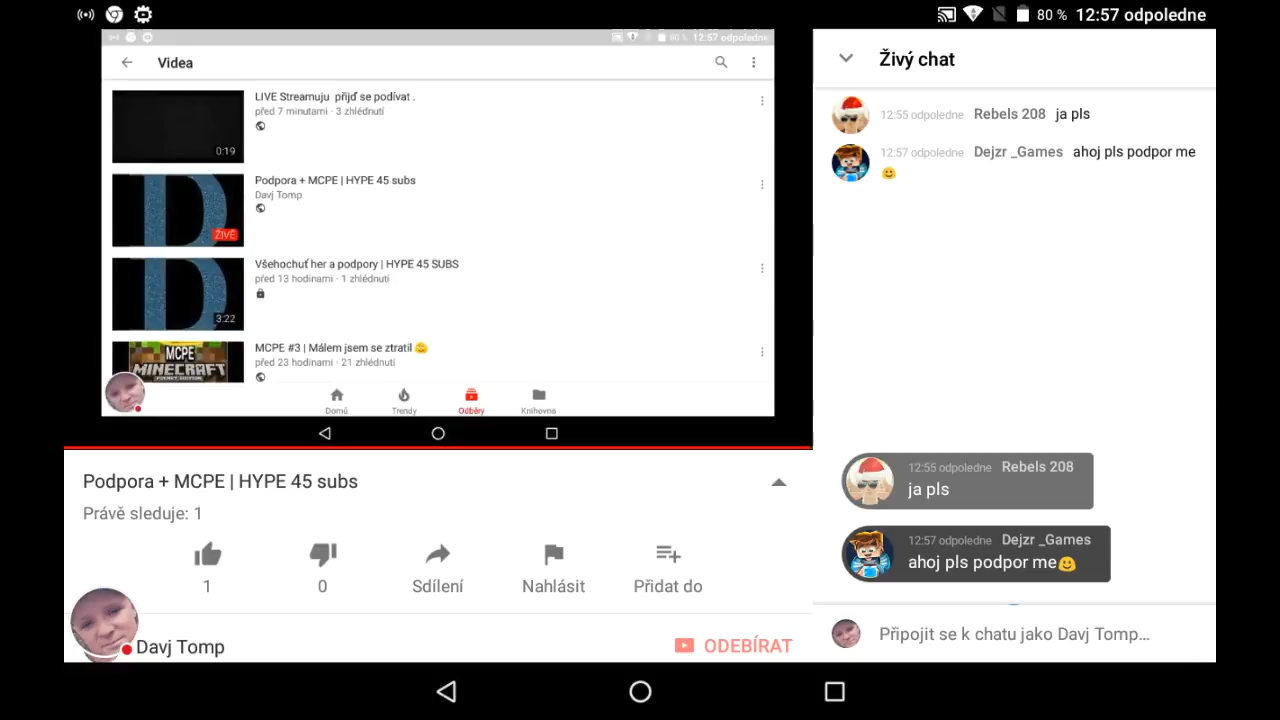 80 % 12:57 odpoledne
80 % 12:57 odpoledne
Videa
LIVE Streamuju přijď se podívat .
před 7 minutami · 3 zhlédnutí
0:19
Podpora + MCPE | HYPE 45 subs
Davj Tomp
ŽIVĚ
Všehochuť her a podpory | HYPE 45 SUBS
před 13 hodinami · 1 zhlédnutí
3:22
MCPE #3 | Málem jsem se ztratil 😊
před 23 hodinami · 21 zhlédnutí
MCPE
MINECRAFT
Domů Trendy Odběry Knihovna
Podpora + MCPE | HYPE 45 subs
Právě sleduje: 1
1 0 Sdílení Nahlásit Přidat do
Davj Tomp
ODEBÍRAT
Živý chat
12:55 odpoledne Rebels 208 ja pls
12:57 odpoledne Dejzr _Games ahoj pls podpor me
😊
12:55 odpoledne Rebels 208
ja pls
12:57 odpoledne Dejzr _Games
ahoj pls podpor me😊
Připojit se k chatu jako Davj Tomp...